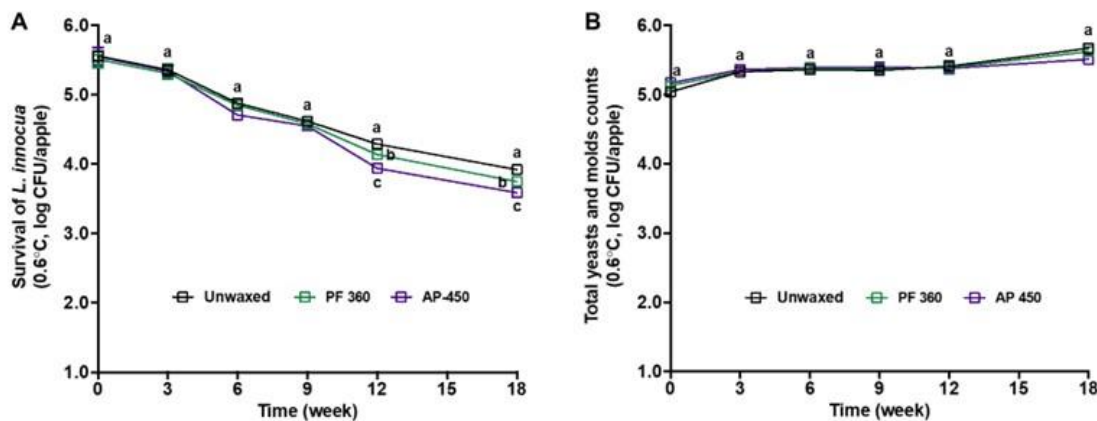 A
Survival of L. innocua
(0.6°C, log CFU/apple)
6.0
5.0
4.0
3.0
2.0
1.0
a
a
a
a
a
b
c
a
b
c
Unwaxed
PF 360
AP-450
0 3 6 9 12 15 18
Time (week)
B
Total yeasts and molds counts
(0.6°C, log CFU/apple)
6.0
5.0
4.0
3.0
2.0
1.0
a
a
a
a
a
a
Unwaxed
PF 360
AP 450
0 3 6 9 12 15 18
Time (week)